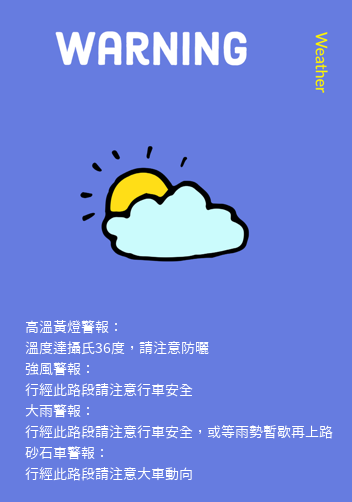 WARNING
Weather
高溫黃燈警報：
溫度達攝氏36度，請注意防曬
強風警報：
行經此路段請注意行車安全
大雨警報：
行經此路段請注意行車安全，或等雨勢暫歇再上路
砂石車警報：
行經此路段請注意大車動向